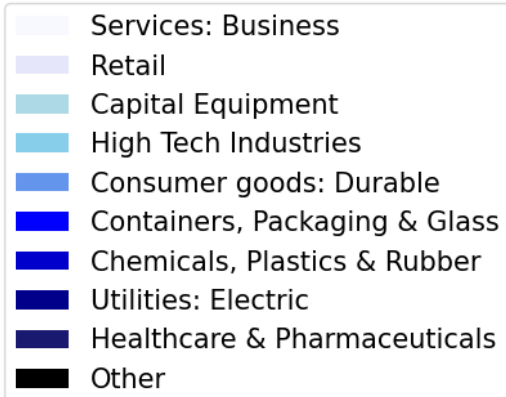 Services: Business
Retail
Capital Equipment
High Tech Industries
Consumer goods: Durable
Containers, Packaging & Glass
Chemicals, Plastics & Rubber
Utilities: Electric
Healthcare & Pharmaceuticals
Other